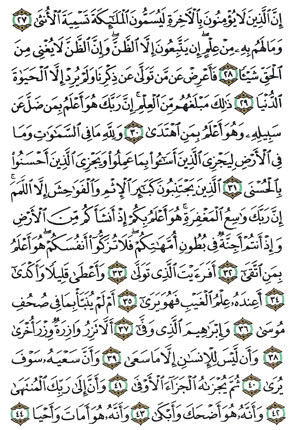 إِنَّ ٱلَّذِينَ لَا يُؤْمِنُونَ بِٱلْأَخِرَةِ لَيُسَمُّونَ ٱلْمَلَٰٓئِكَةَ تَسْمِيَةَ ٱلْأُنثَىٰ ٢٧
وَمَا لَهُم بِهِۦ مِنْ عِلْمٍ إِن يَتَّبِعُونَ إِلَّا ٱلظَّنَّ وَإِنَّ ٱلظَّنَّ لَا يُغْنِى مِنَ
ٱلْحَقِّ شَيْـًٔا ٢٨ فَأَعْرِضْ عَن مَّن تَوَلَّىٰ عَن ذِكْرِنَا وَلَمْ يُرِدْ إِلَّا ٱلْحَيَوٰةَ
ٱلدُّنْيَا ٢٩ ذَٰلِكَ مَبْلَغُهُم مِّنَ ٱلْعِلْمِ إِنَّ رَبَّكَ هُوَ أَعْلَمُ بِمَن ضَلَّ عَن
سَبِيلِهِۦ وَهُوَ أَعْلَمُ بِمَنِ ٱهْتَدَىٰ ٣٠ وَلِلَّهِ مَا فِى ٱلسَّمَٰوَٰتِ وَمَا
فِى ٱلْأَرْضِ لِيَجْزِىَ ٱلَّذِينَ أَسَٰٓـُٔوا۟ بِمَا عَمِلُوا۟ وَيَجْزِىَ ٱلَّذِينَ أَحْسَنُوا۟
بِٱلْحُسْنَى ٣١ ٱلَّذِينَ يَجْتَنِبُونَ كَبَٰٓئِرَ ٱلْإِثْمِ وَٱلْفَوَٰحِشَ إِلَّا ٱللَّمَمَ
إِنَّ رَبَّكَ وَٰسِعُ ٱلْمَغْفِرَةِ هُوَ أَعْلَمُ بِكُمْ إِذْ أَنشَأَكُم مِّنَ ٱلْأَرْضِ
وَإِذْ أَنتُمْ أَجِنَّةٌ فِى بُطُونِ أُمَّهَٰتِكُمْ فَلَا تُزَكُّوٓا۟ أَنفُسَكُمْ هُوَ أَعْلَمُ
بِمَنِ ٱتَّقَىٰٓ ٣٢ أَفَرَءَيْتَ ٱلَّذِى تَوَلَّىٰ ٣٣ وَأَعْطَىٰ قَلِيلًا وَأَكْدَىٰٓ
٣٤ أَعِندَهُۥ عِلْمُ ٱلْغَيْبِ فَهُوَ يَرَىٰٓ ٣٥ أَمْ لَمْ يُنَبَّأْ بِمَا فِى صُحُفِ
مُوسَىٰ ٣٦ وَإِبْرَٰهِيمَ ٱلَّذِى وَفَّىٰٓ ٣٧ أَلَّا تَزِرُ وَازِرَةٌ وِزْرَ أُخْرَىٰ
٣٨ وَأَن لَّيْسَ لِلْإِنسَٰنِ إِلَّا مَا سَعَىٰ ٣٩ وَأَنَّ سَعْيَهُۥ سَوْفَ
يُرَىٰ ٤٠ ثُمَّ يُجْزَىٰهُ ٱلْجَزَآءَ ٱلْأَوْفَىٰ ٤١ وَأَنَّ إِلَىٰ رَبِّكَ ٱلْمُنتَهَىٰ
٤٢ وَأَنَّهُۥ هُوَ أَضْحَكَ وَأَبْكَىٰ ٤٣ وَأَنَّهُۥ هُوَ أَمَاتَ وَأَحْيَا ٤٤